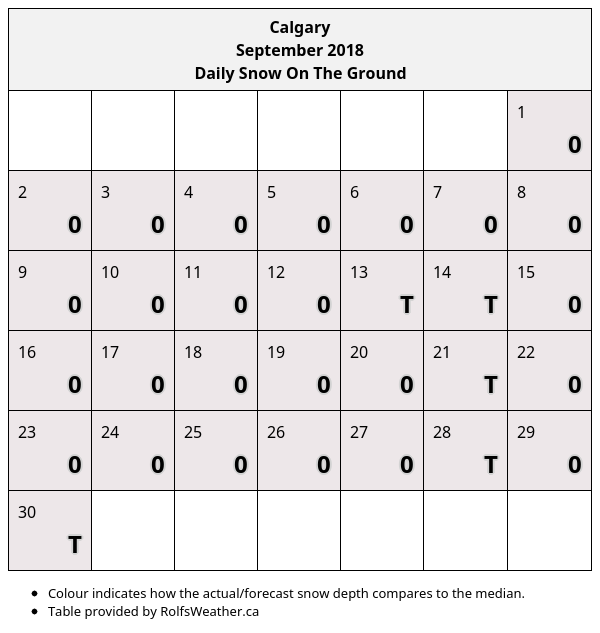 Calgary
September 2018
Daily Snow On The Ground
1
0
2 3 4 5 6 7 8
0 0 0 0 0 0 0
9 10 11 12 13 14 15
0 0 0 0 T T 0
16 17 18 19 20 21 22
0 0 0 0 0 T 0
23 24 25 26 27 28 29
0 0 0 0 0 T 0
30
T
• Colour indicates how the actual/forecast snow depth compares to the median.
• Table provided by RolfsWeather.ca